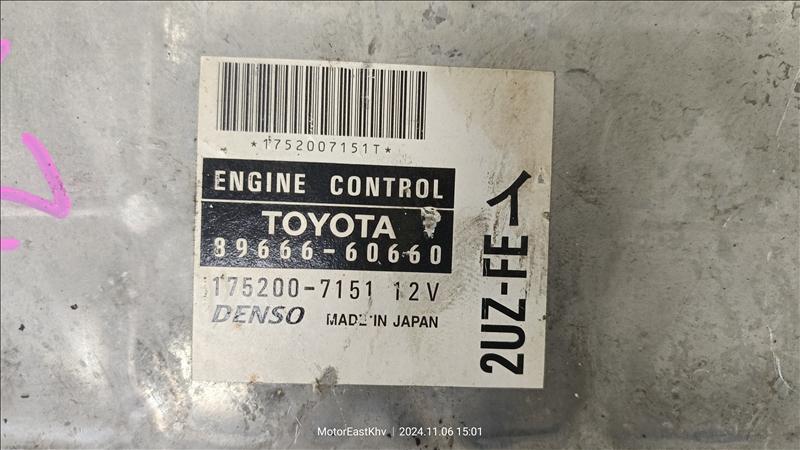 *1752007151T*
ENGINE CONTROL
TOYOTA
89666-60660
175200-7151 12V
DENSO MADE IN JAPAN
2UZ-FE イ
MotorEastKhv | 2024.11.06 15:01